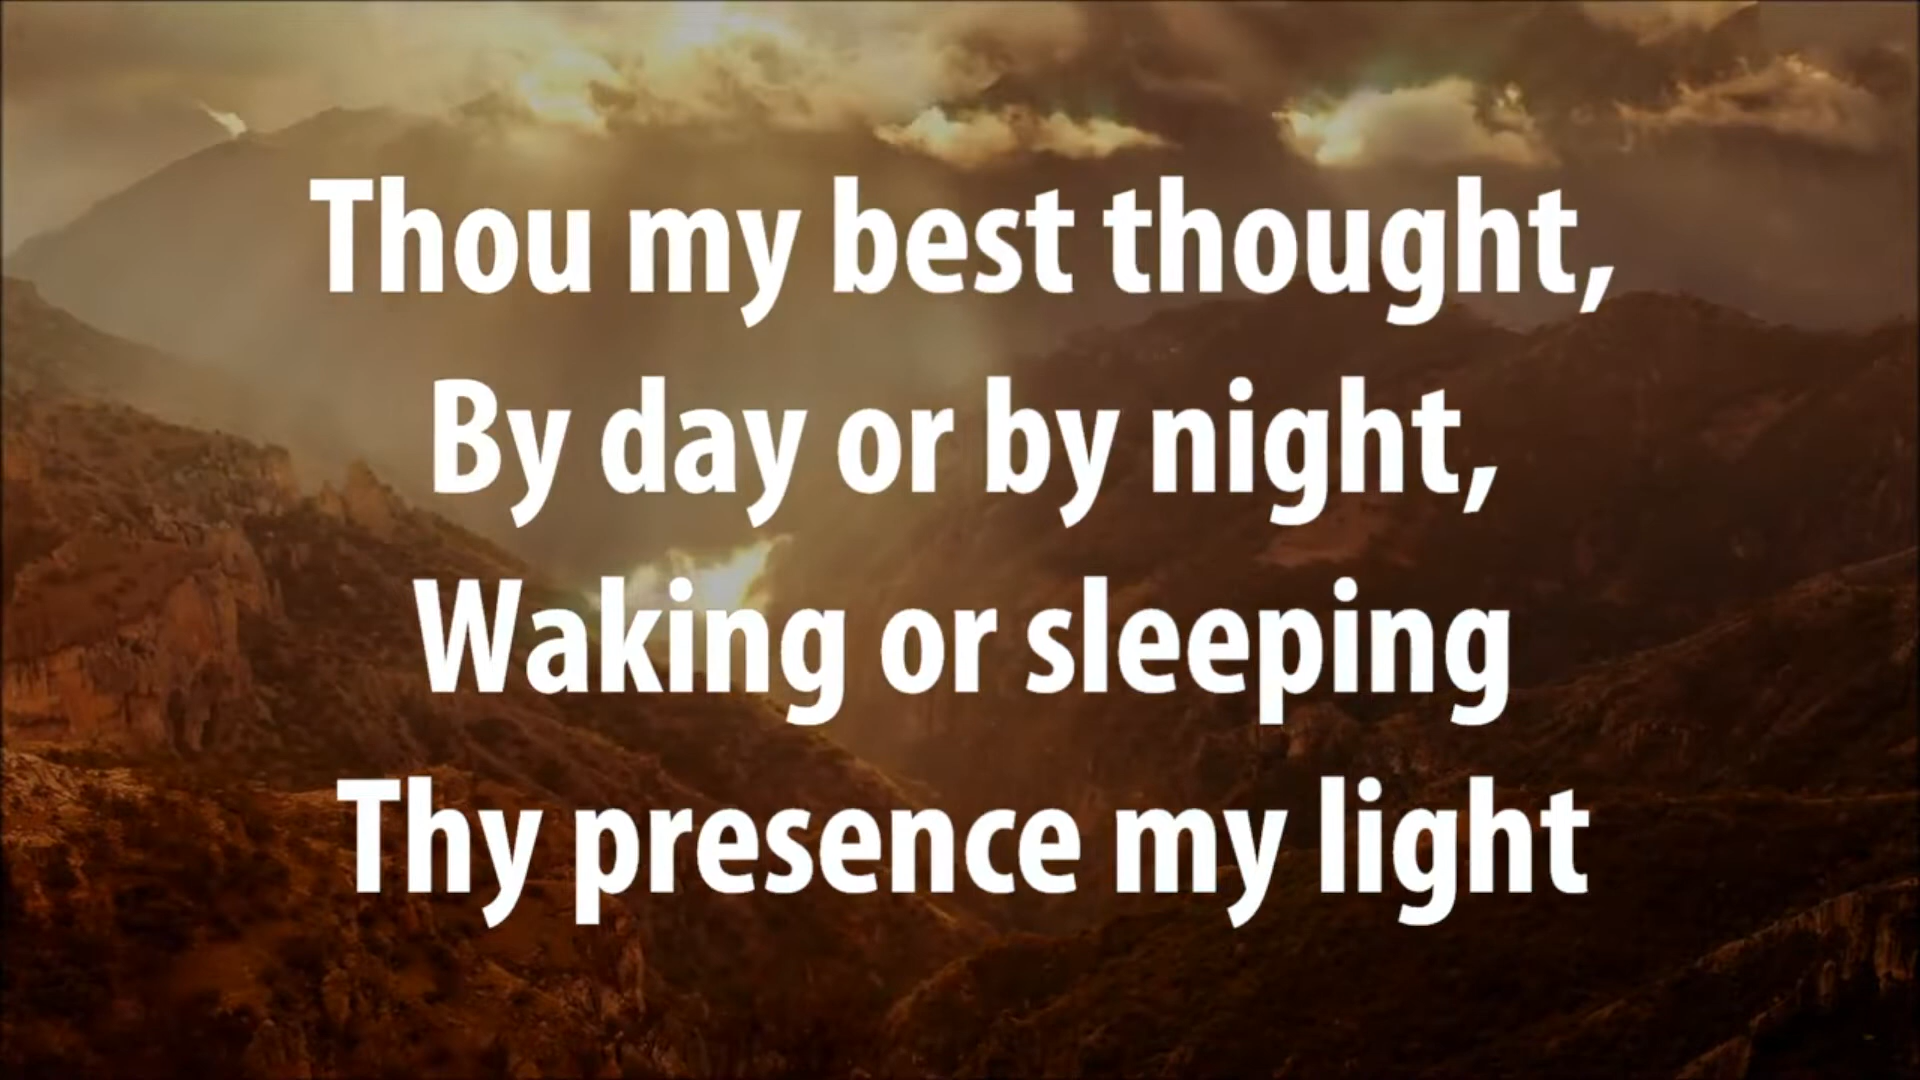 Thou my best thought,
By day or by night,
Waking or sleeping
Thy presence my light